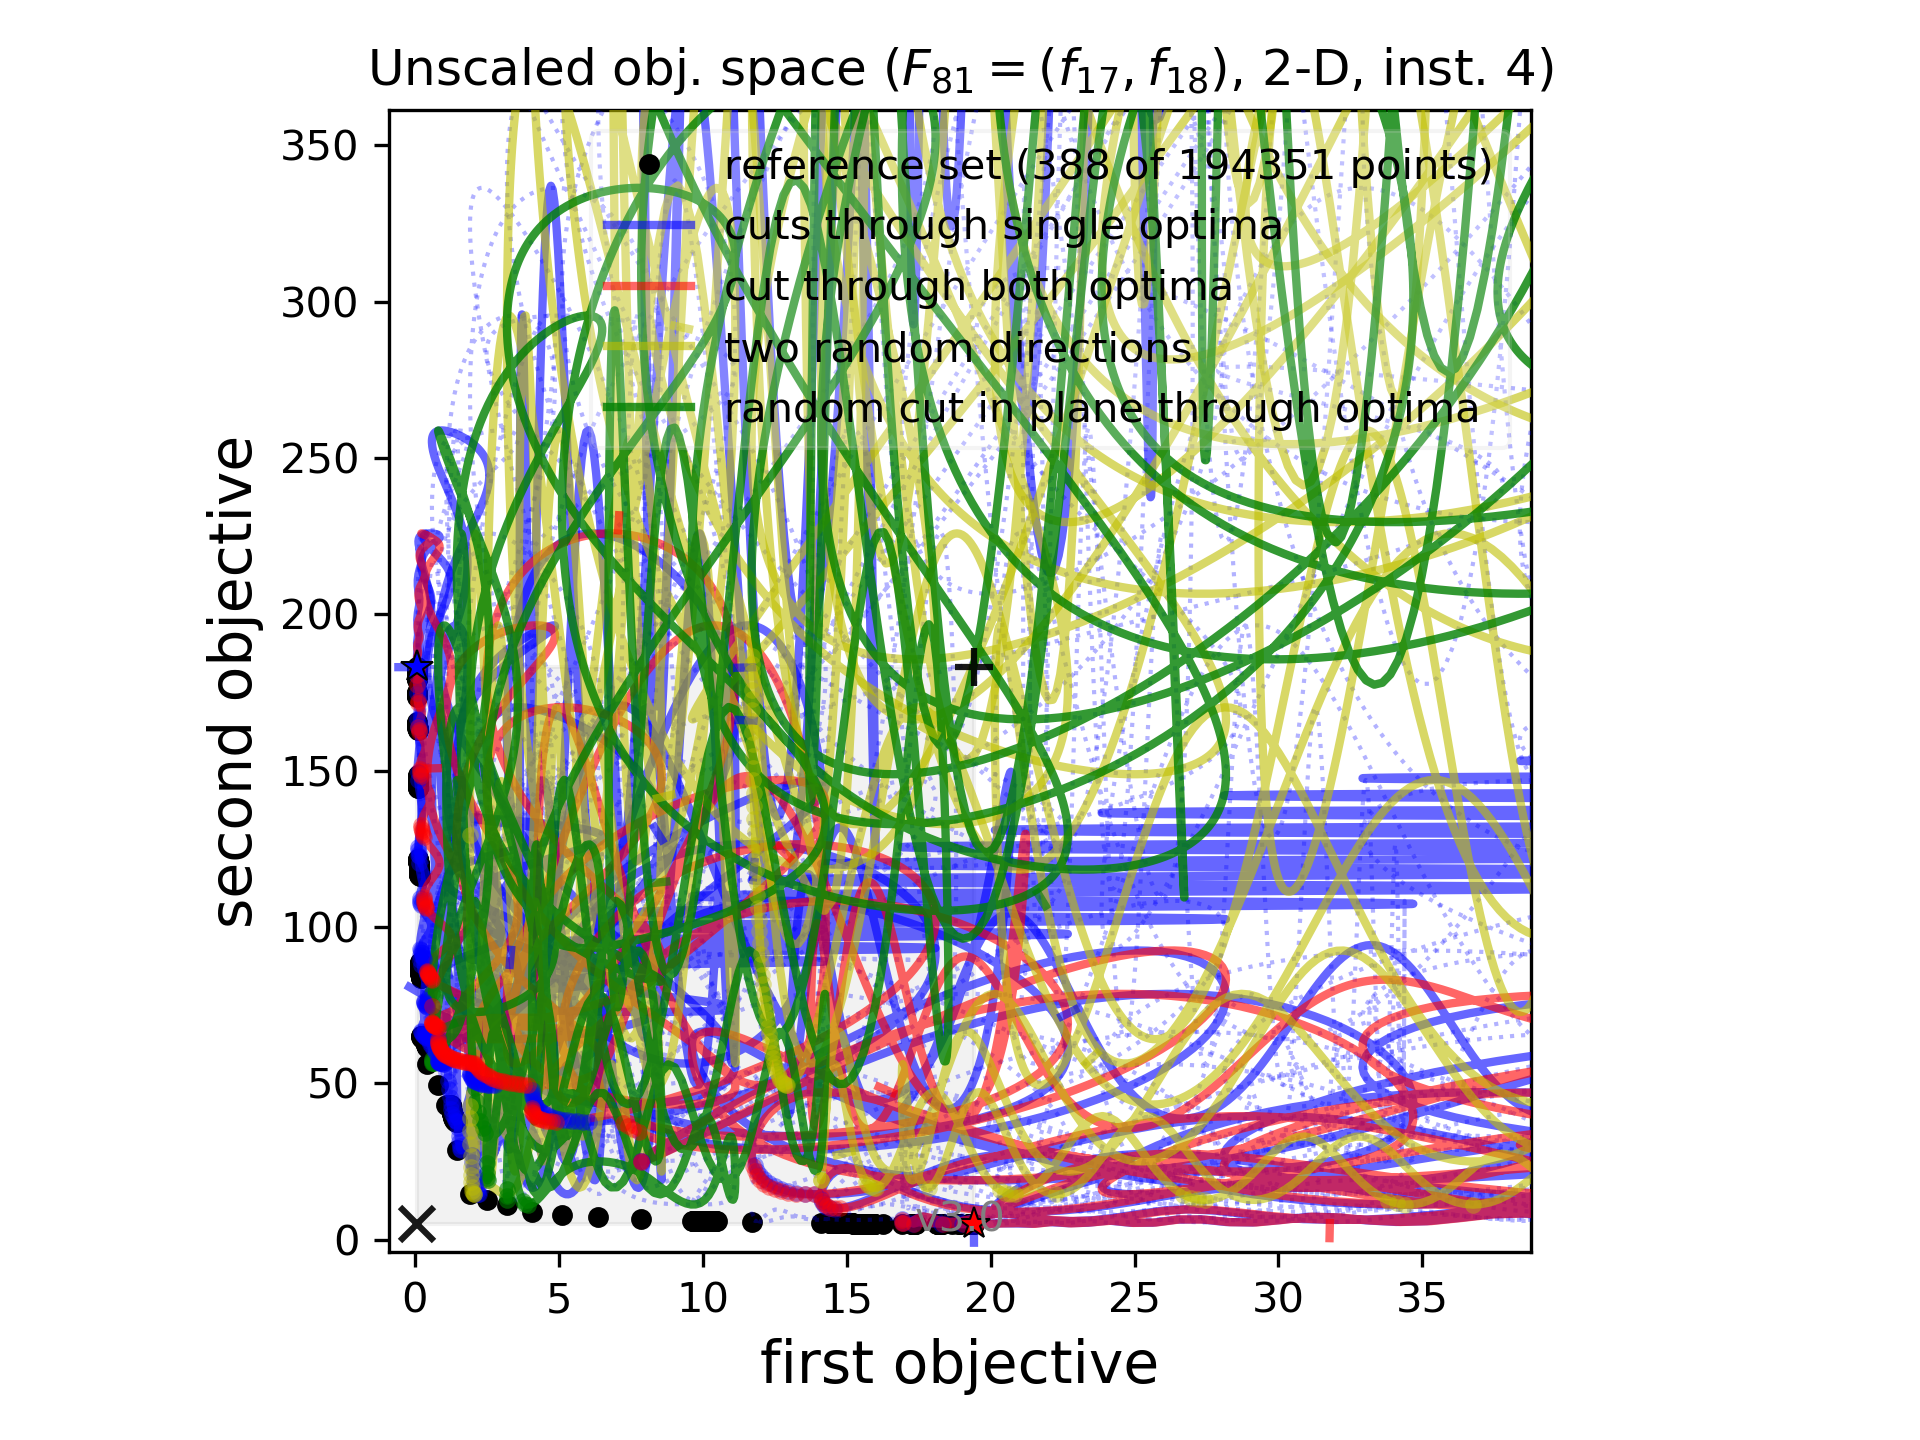 Unscaled obj. space (F81 = (f17, f18), 2-D, inst. 4)
reference set (388 of 194351 points)
cuts through single optima
cut through both optima
two random directions
random cut in plane through optima
350
300
250
200
150
100
50
0
second objective
v3.0
0 5 10 15 20 25 30 35
first objective